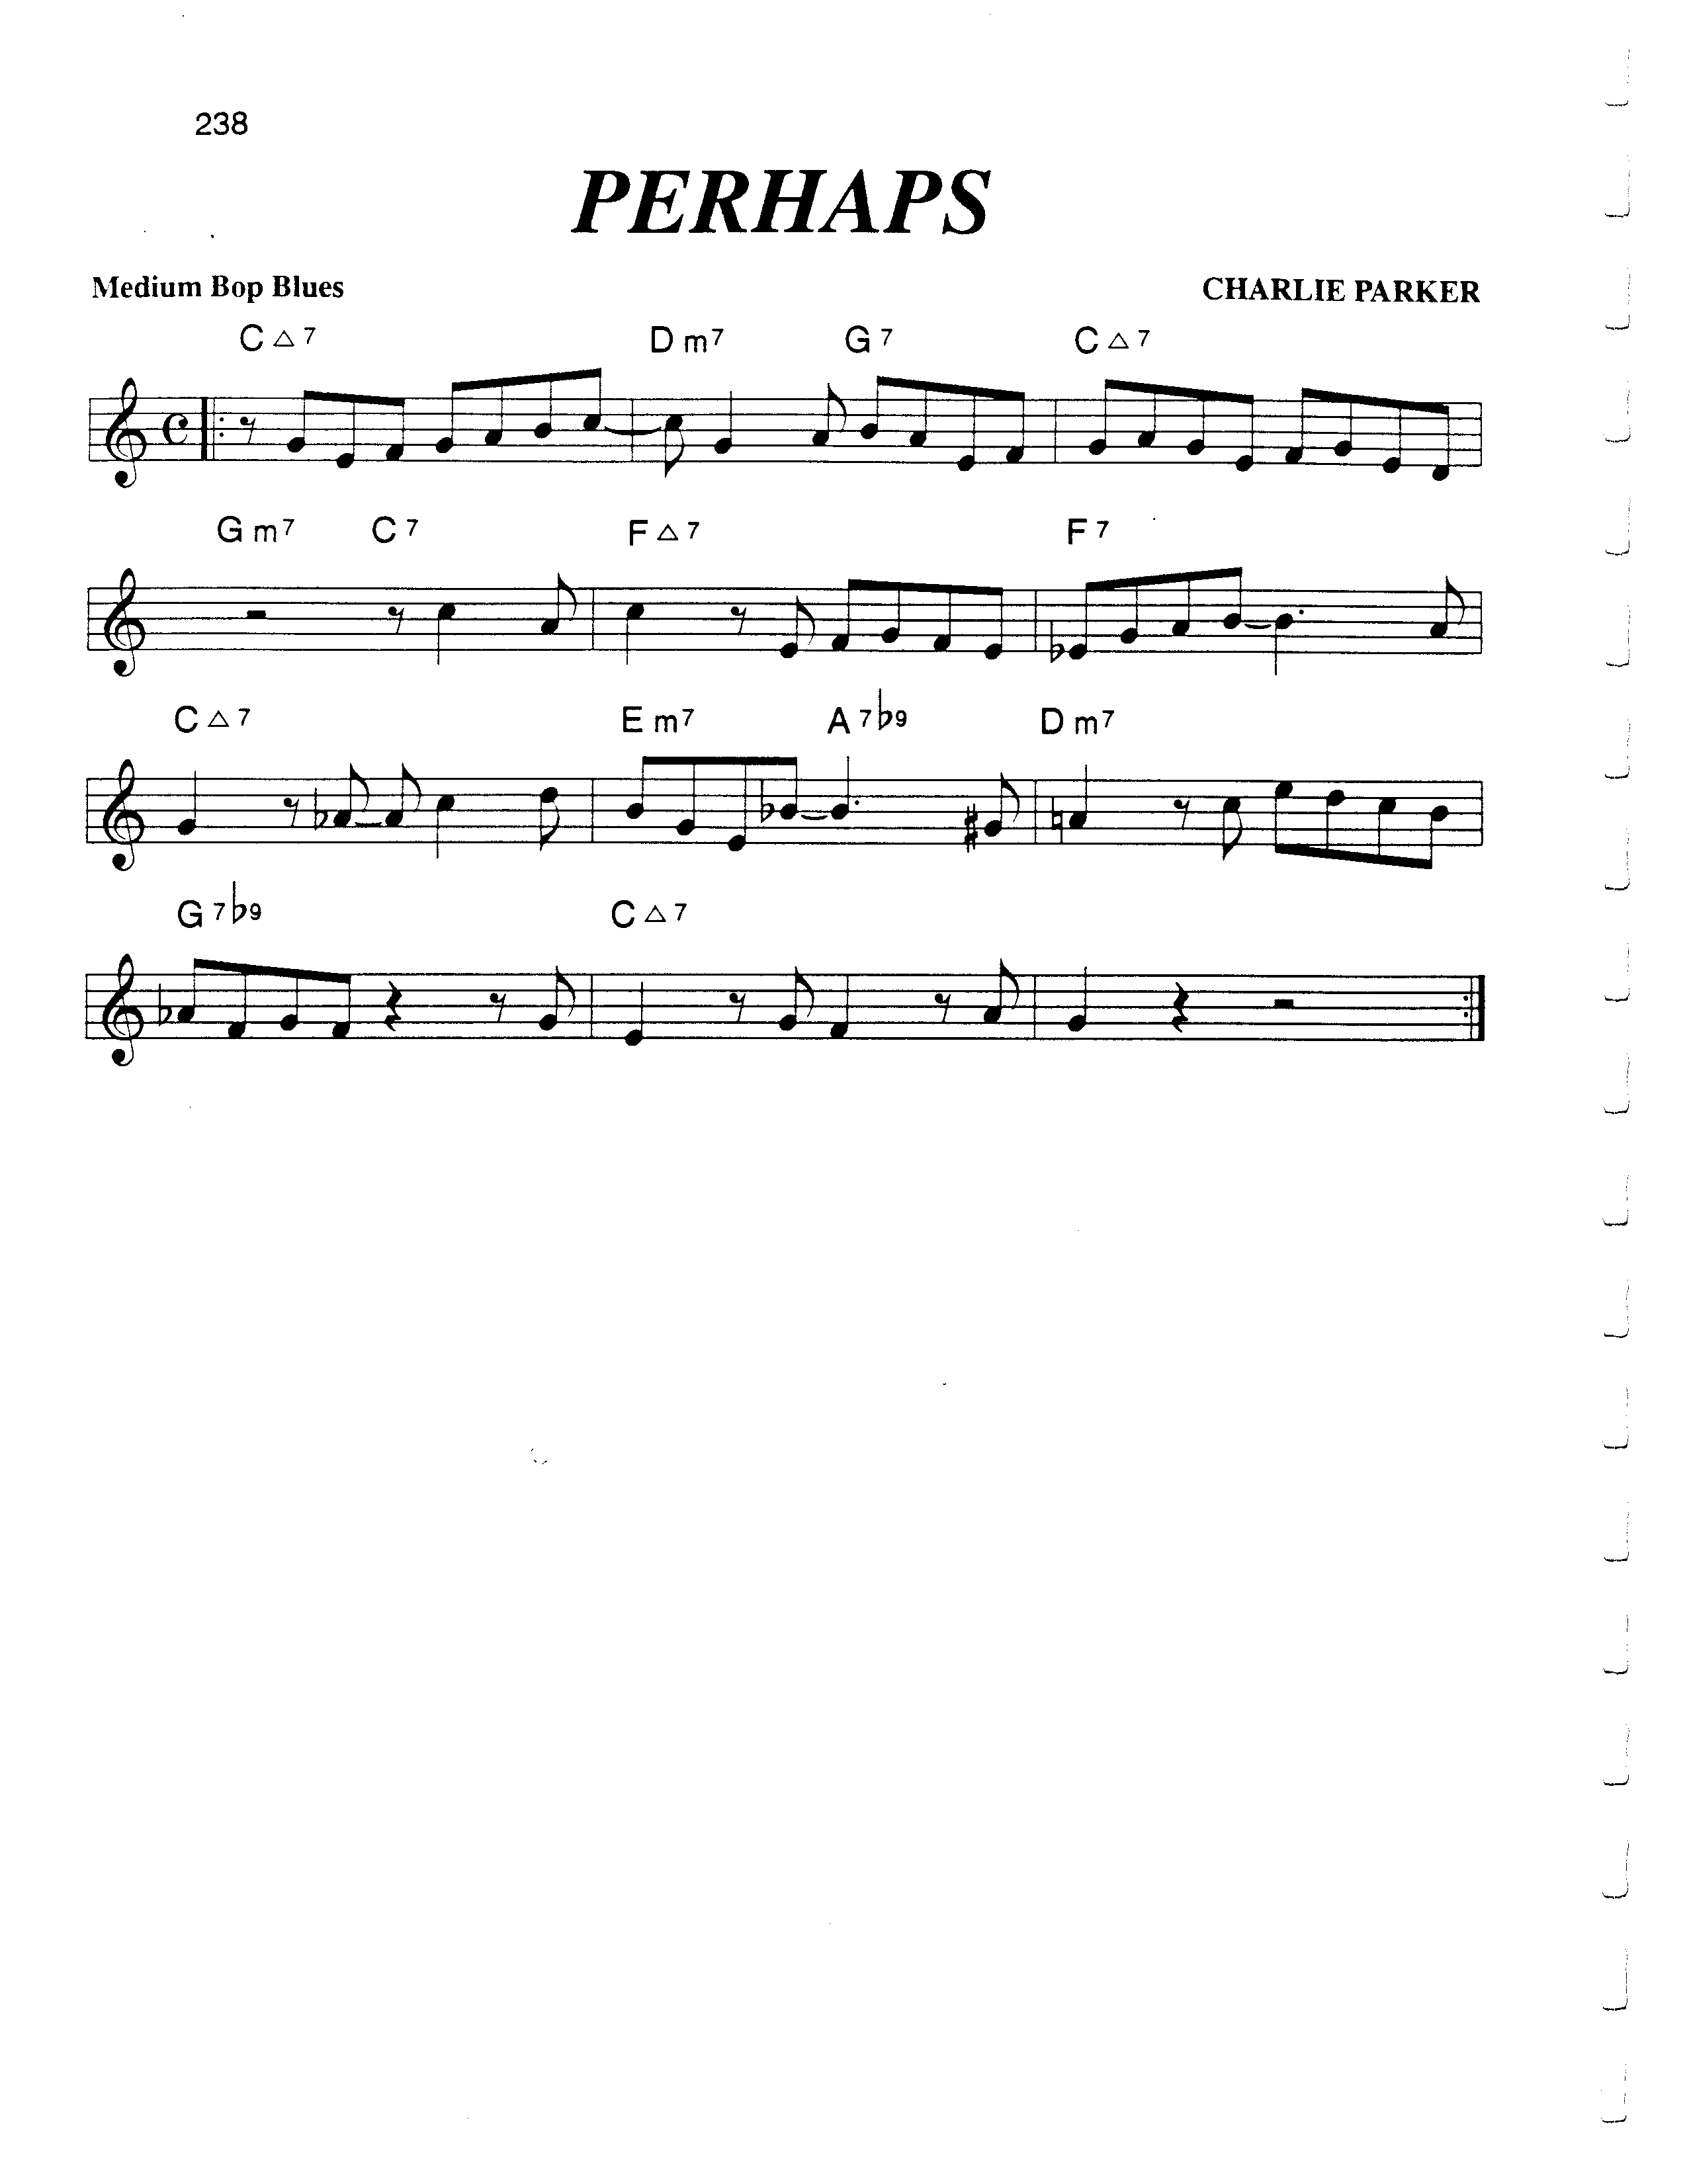 238
PERHAPS
Medium Bop Blues CHARLIE PARKER
C△7 Dm7 G7 C△7
Gm7 C7 F△7 F7
C△7 Em7 A7♭9 Dm7
G7♭9 C△7